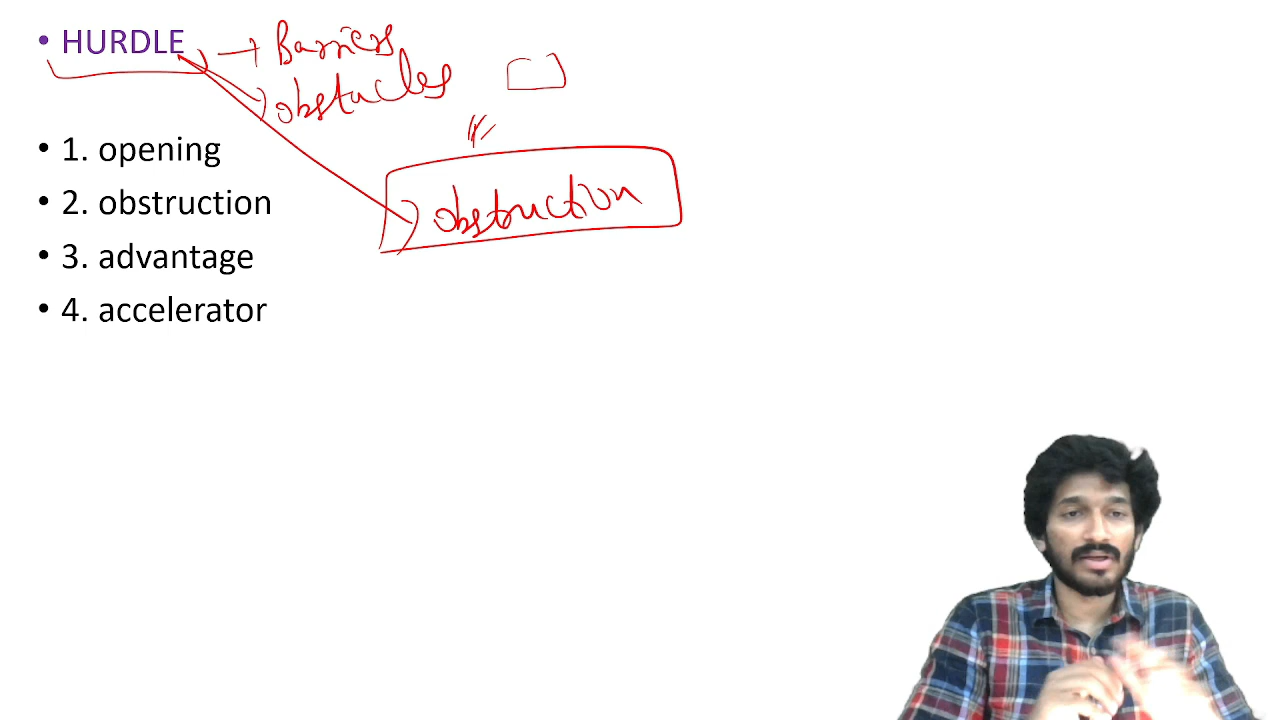 • HURDLE → Barriers
obstacles
• 1. opening
• 2. obstruction
obstruction
• 3. advantage
• 4. accelerator